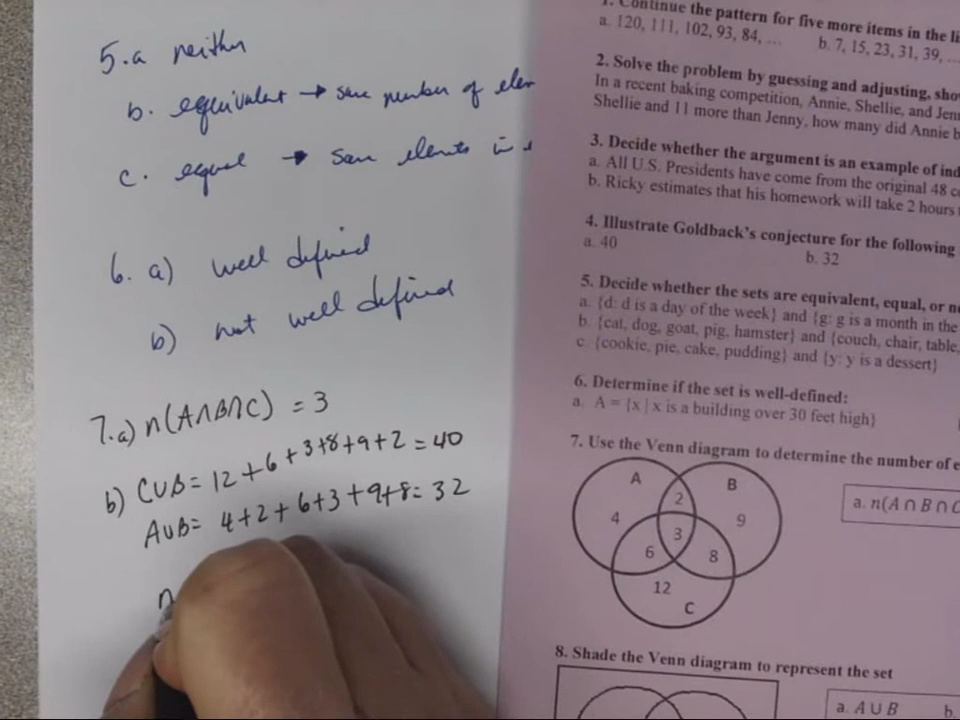 5.a neither
b. equivalent → same number of elem
c. equal → same elements in
6. a) well defined
b) not well defined
7.a) n(A∩B∩C) = 3
b) C∪B = 12+6+3+8+9+2 = 40
A∪B = 4+2+6+3+9+8 = 32
n
1. Continue the pattern for five more items in the li
a. 120, 111, 102, 93, 84, ... b. 7, 15, 23, 31, 39, ...
2. Solve the problem by guessing and adjusting, sho
In a recent baking competition, Annie, Shellie, and Jenn
Shellie and 11 more than Jenny, how many did Annie b
3. Decide whether the argument is an example of ind
a. All U.S. Presidents have come from the original 48 co
b. Ricky estimates that his homework will take 2 hours
4. Illustrate Goldback's conjecture for the following
a. 40 b. 32
5. Decide whether the sets are equivalent, equal, or ne
a. {d: d is a day of the week} and {g: g is a month in the
b. {cat, dog, goat, pig, hamster} and {couch, chair, table,
c. {cookie, pie, cake, pudding} and {y: y is a dessert}
6. Determine if the set is well-defined:
a. A = {x | x is a building over 30 feet high}
7. Use the Venn diagram to determine the number of e
A B
2
4 9
3
6 8
12
C
a. n(A ∩ B ∩ C
8. Shade the Venn diagram to represent the set
a. A ∪ B b.